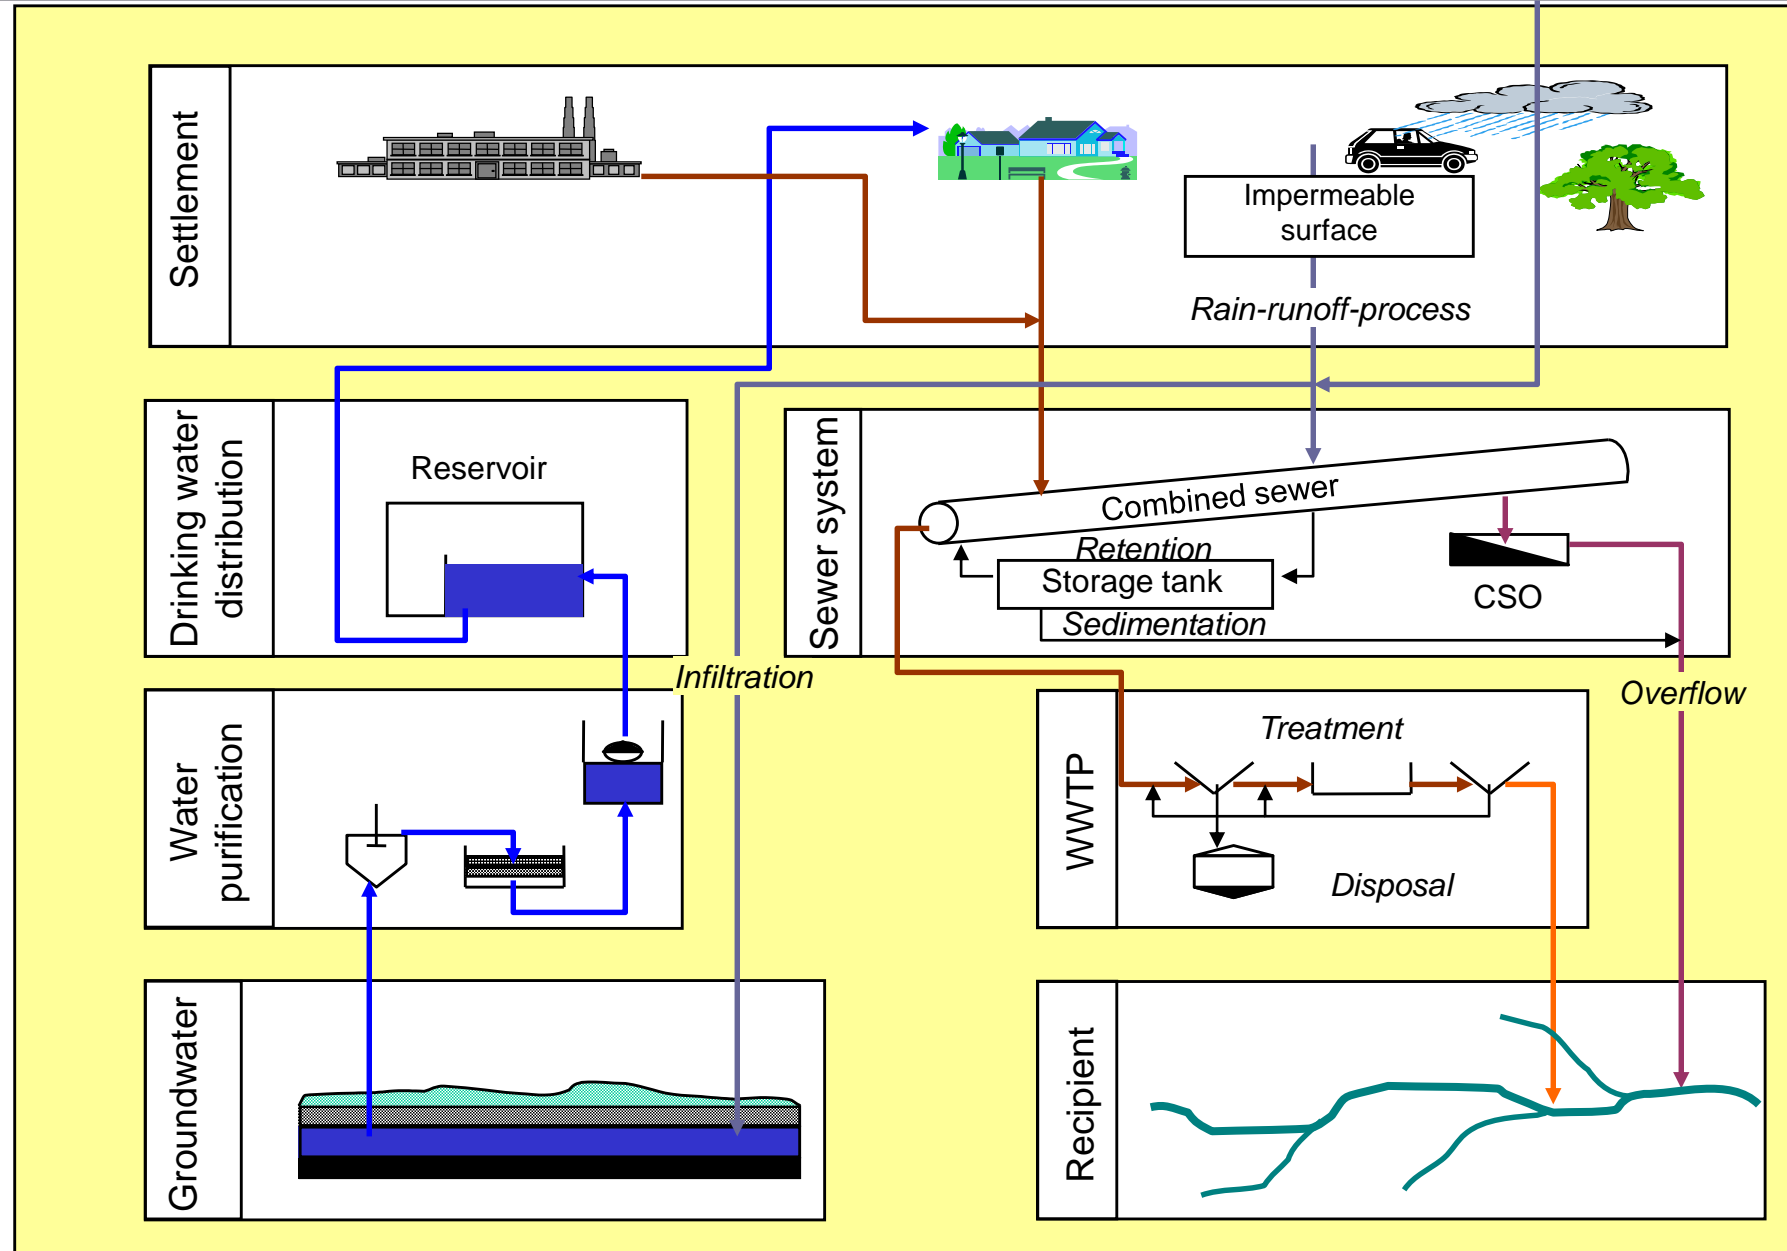 Settlement
Impermeable
surface
Rain-runoff-process
Drinking water
distribution
Reservoir
Sewer system
Combined sewer
Retention
Storage tank
Sedimentation
CSO
Infiltration
Overflow
Water
purification
WWTP
Treatment
Disposal
Groundwater
Recipient